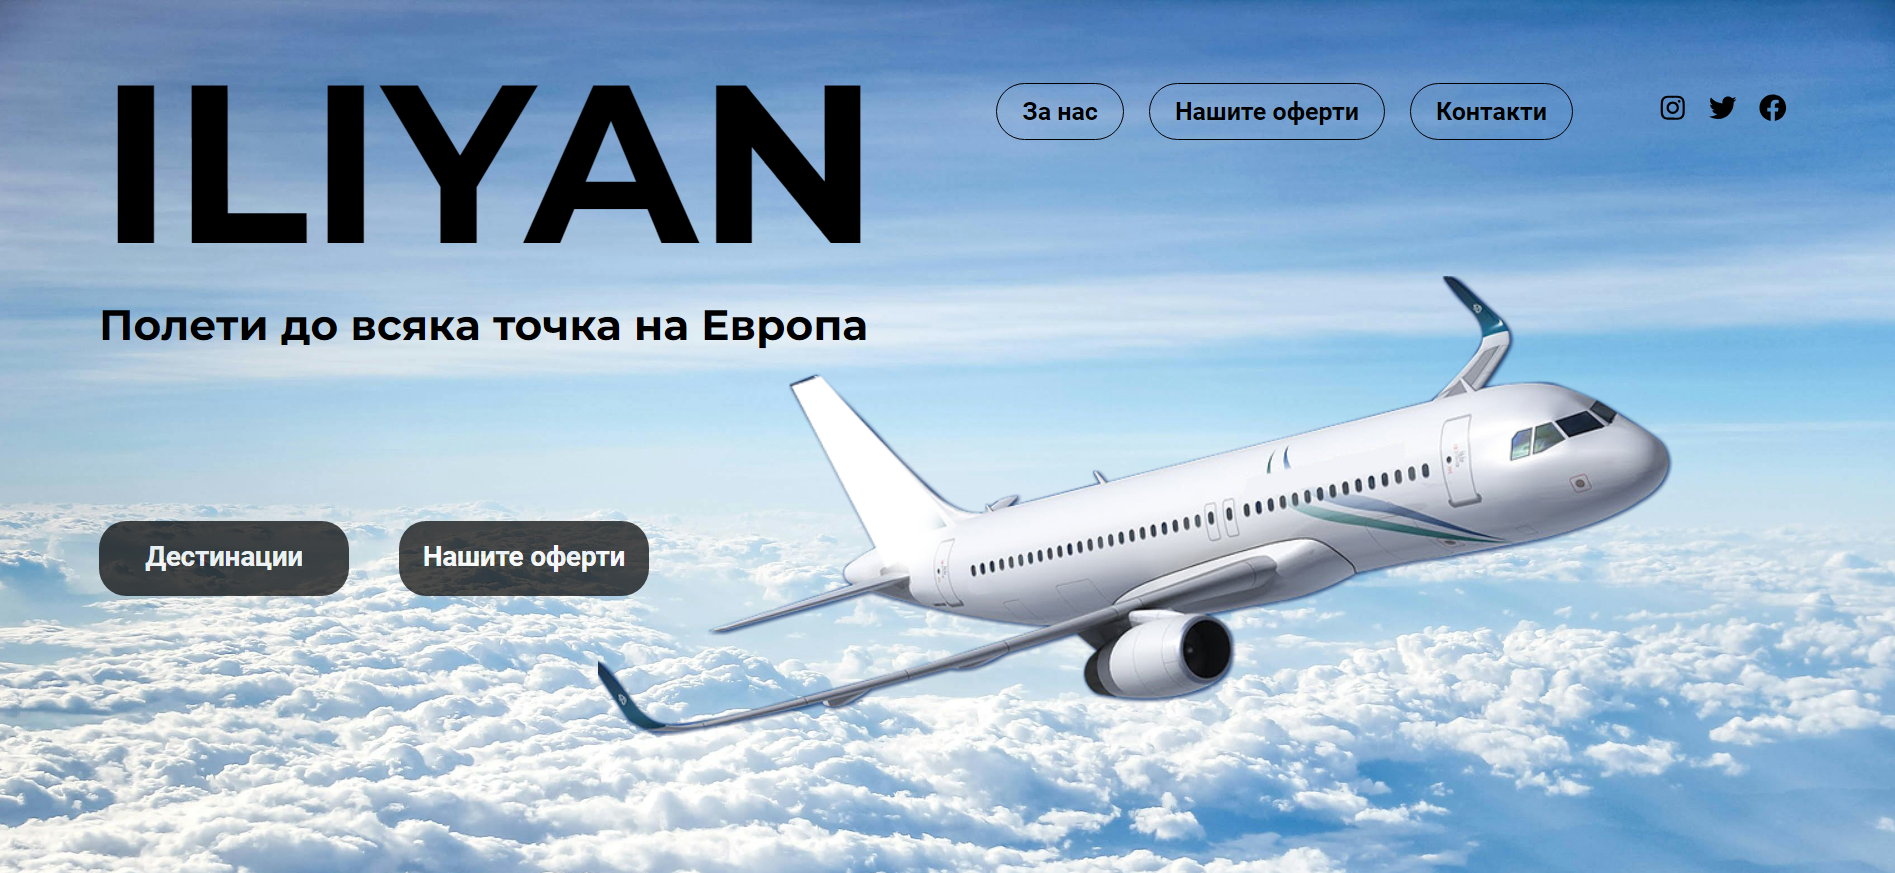 ILIYAN
За нас
Нашите оферти
Контакти
Полети до всяка точка на Европа
Дестинации
Нашите оферти